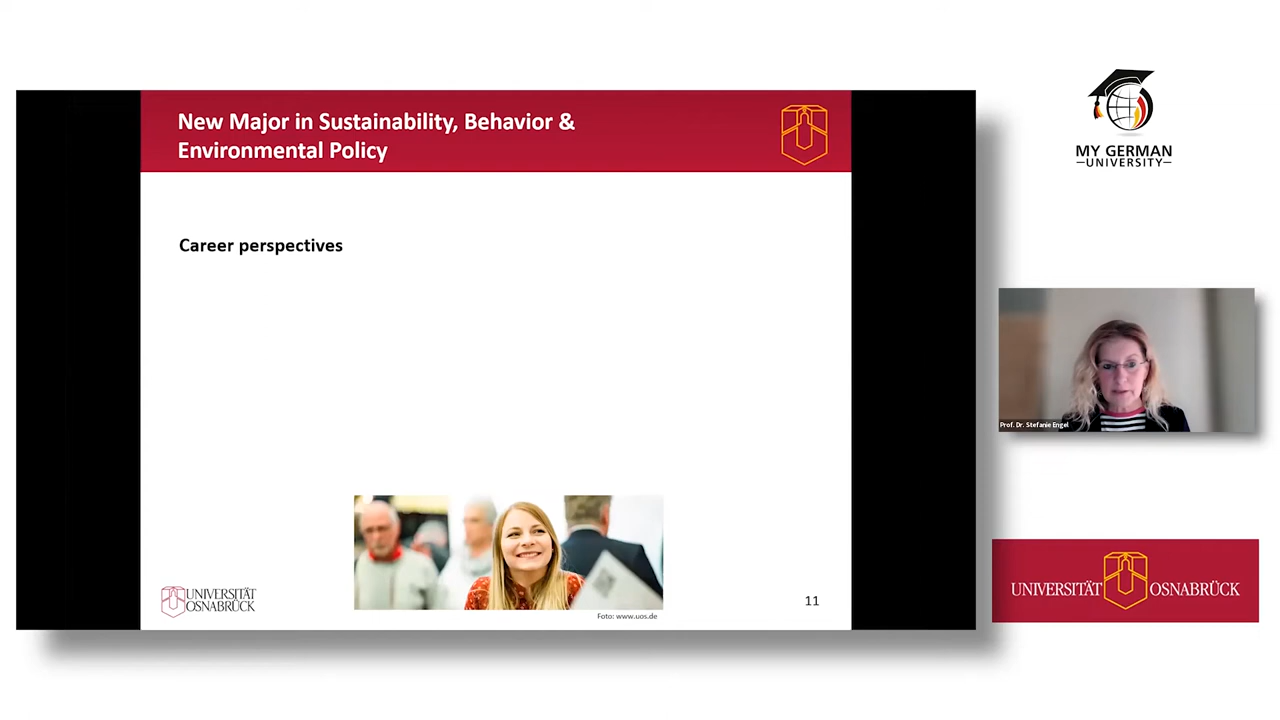 New Major in Sustainability, Behavior &
Environmental Policy
Career perspectives
UNIVERSITÄT
OSNABRÜCK
Foto: www.uos.de
11
MY GERMAN
UNIVERSITY
Prof. Dr. Stefanie Engel
UNIVERSITÄT OSNABRÜCK